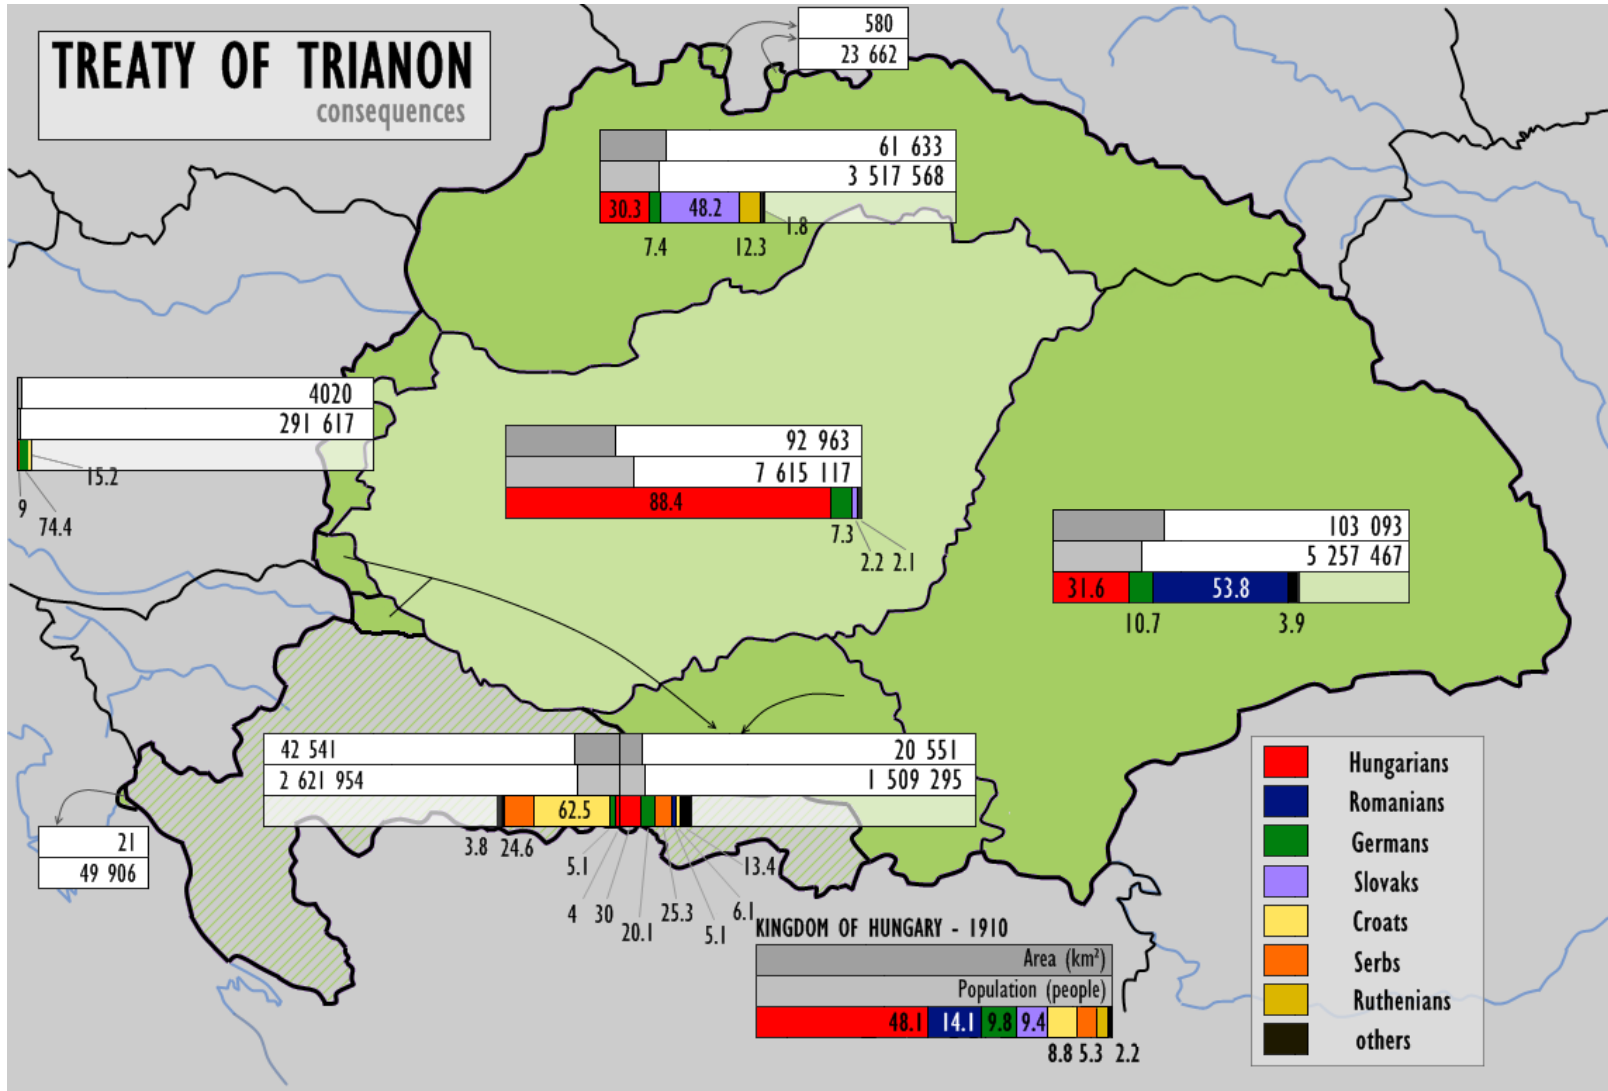 TREATY OF TRIANON
consequences
580
23 662
61 633
3 517 568
30.3
48.2
7.4
12.3
1.8
4020
291 617
15.2
9
74.4
92 963
7 615 117
88.4
7.3
2.2
2.1
103 093
5 257 467
31.6
53.8
10.7
3.9
42 541
20 551
2 621 954
1 509 295
62.5
3.8
24.6
5.1
13.4
4
30
20.1
25.3
5.1
6.1
21
49 906
KINGDOM OF HUNGARY - 1910
Area (km²)
Population (people)
48.1
14.1
9.8
9.4
8.8
5.3
2.2
Hungarians
Romanians
Germans
Slovaks
Croats
Serbs
Ruthenians
others